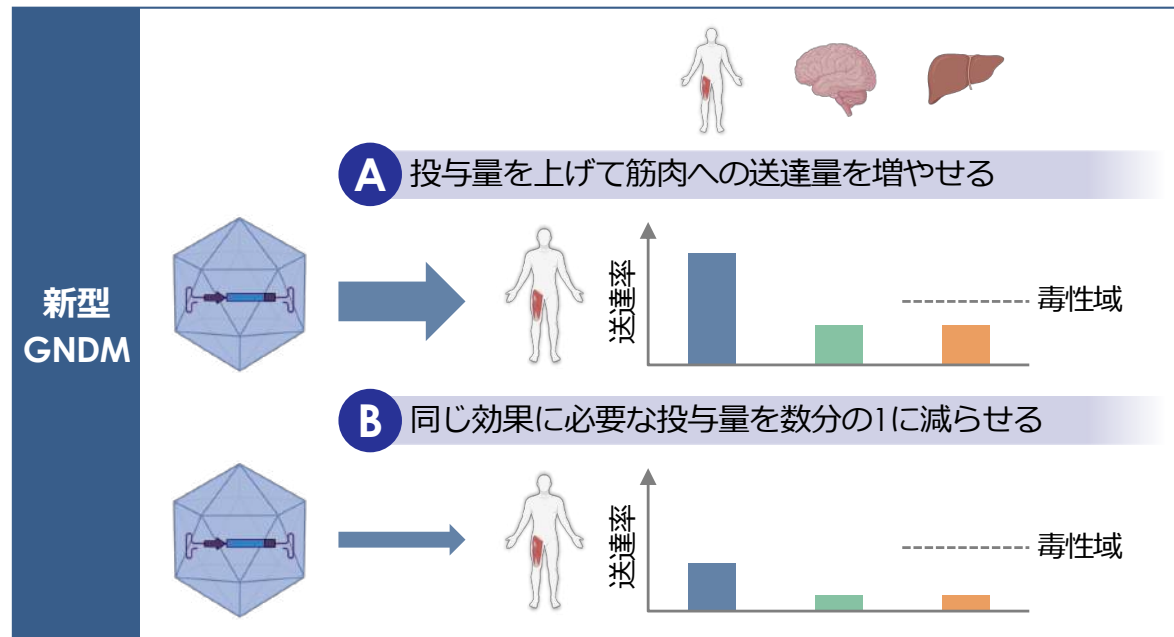 新型
GNDM
A 投与量を上げて筋肉への送達量を増やせる
送達率
毒性域
B 同じ効果に必要な投与量を数分の1に減らせる
送達率
毒性域